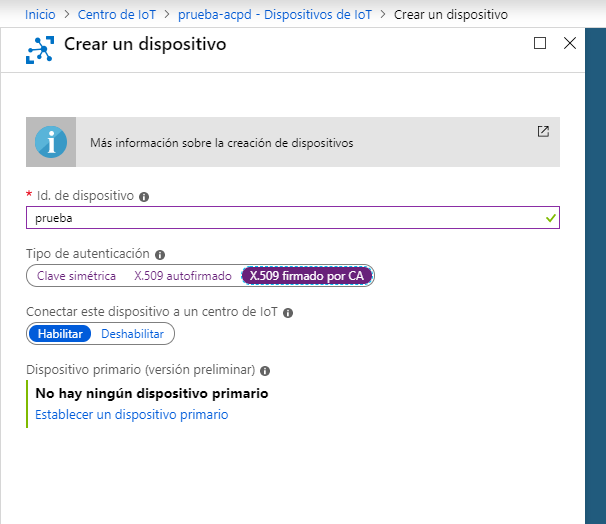 Inicio > Centro de IoT > prueba-acpd - Dispositivos de IoT > Crear un dispositivo
Crear un dispositivo
Más información sobre la creación de dispositivos
* Id. de dispositivo
prueba
Tipo de autenticación
Clave simétrica X.509 autofirmado X.509 firmado por CA
Conectar este dispositivo a un centro de IoT
Habilitar Deshabilitar
Dispositivo primario (versión preliminar)
No hay ningún dispositivo primario
Establecer un dispositivo primario